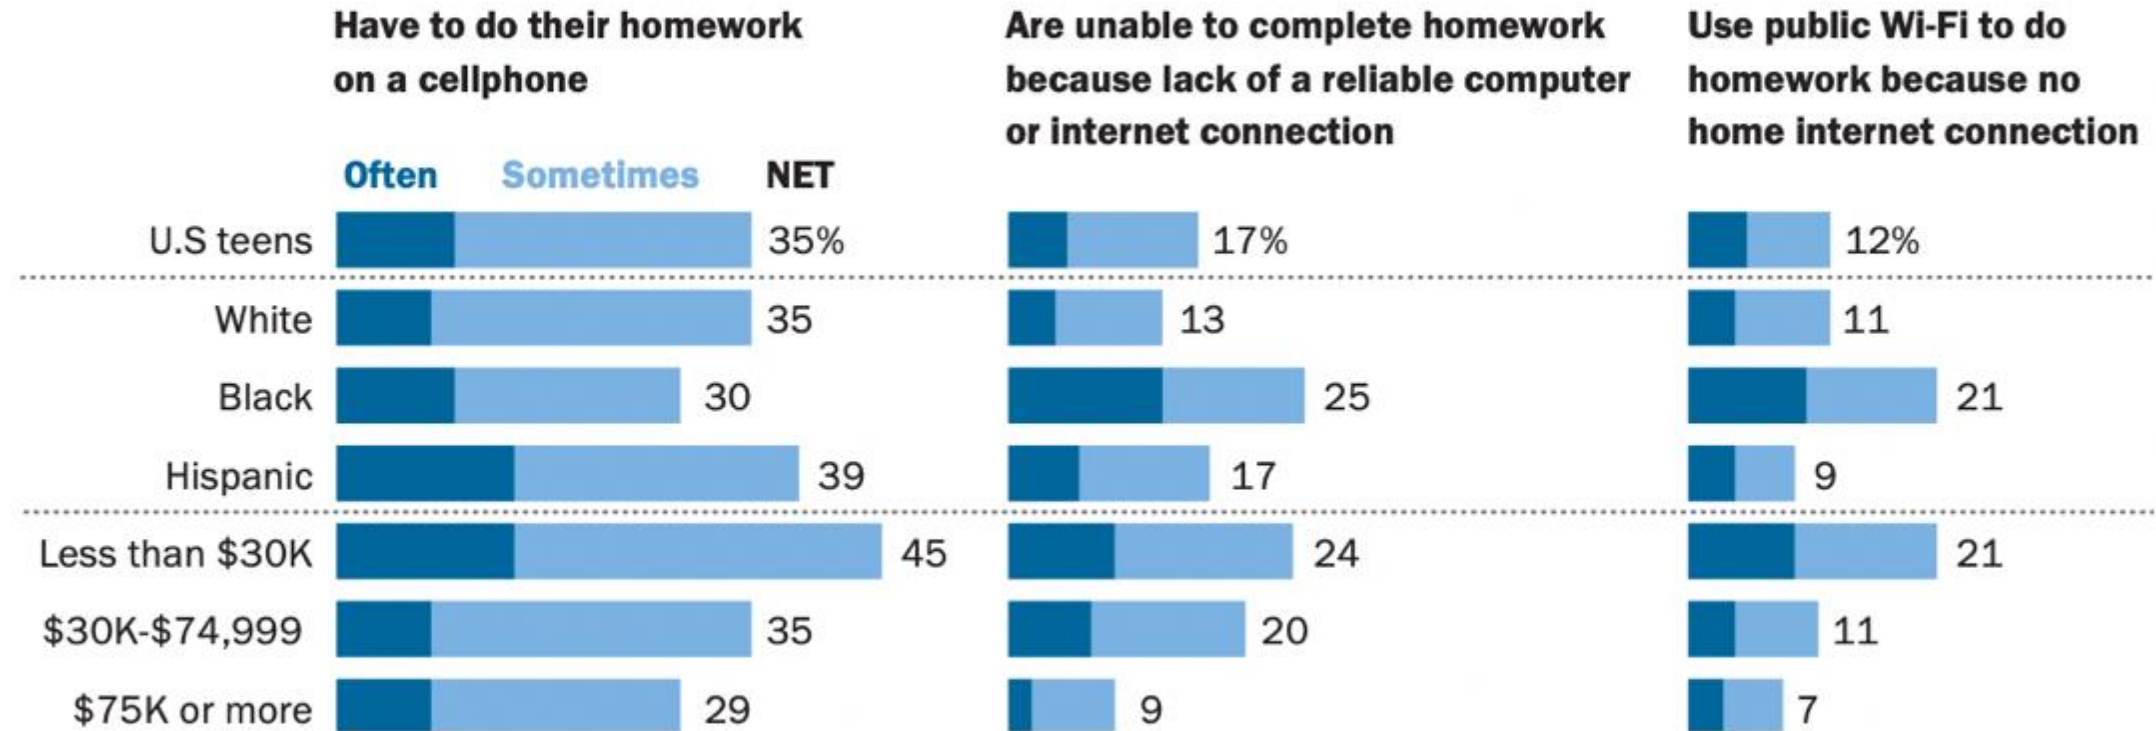 Have to do their homework
on a cellphone
Are unable to complete homework
because lack of a reliable computer
or internet connection
Use public Wi-Fi to do
homework because no
home internet connection
Often Sometimes NET
U.S teens 35% 17% 12%
White 35 13 11
Black 30 25 21
Hispanic 39 17 9
Less than $30K 45 24 21
$30K-$74,999 35 20 11
$75K or more 29 9 7